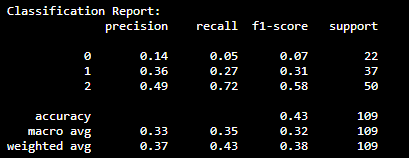 Classification Report:
precision recall f1-score support
0 0.14 0.05 0.07 22
1 0.36 0.27 0.31 37
2 0.49 0.72 0.58 50
accuracy 0.43 109
macro avg 0.33 0.35 0.32 109
weighted avg 0.37 0.43 0.38 109